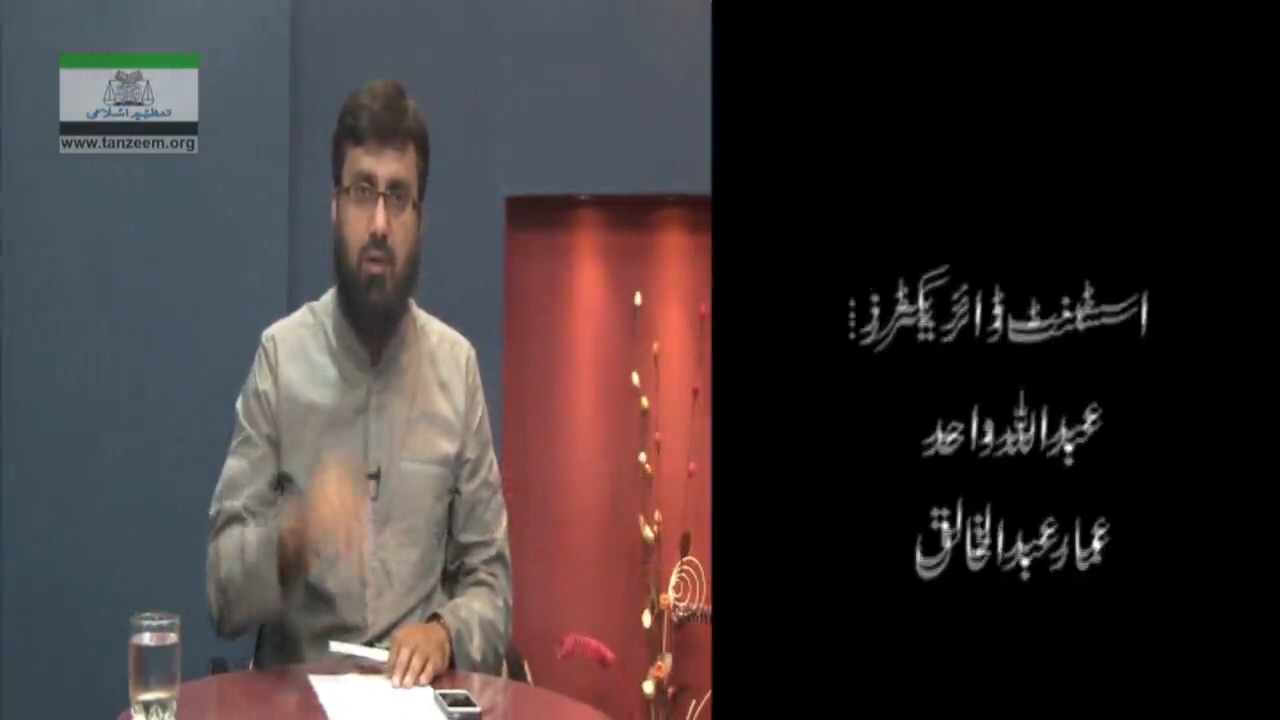 تنظیم اسلامی
www.tanzeem.org
اسسٹنٹ ڈائریکٹرز:
عبداللہ واحد
عمار عبدالخالق